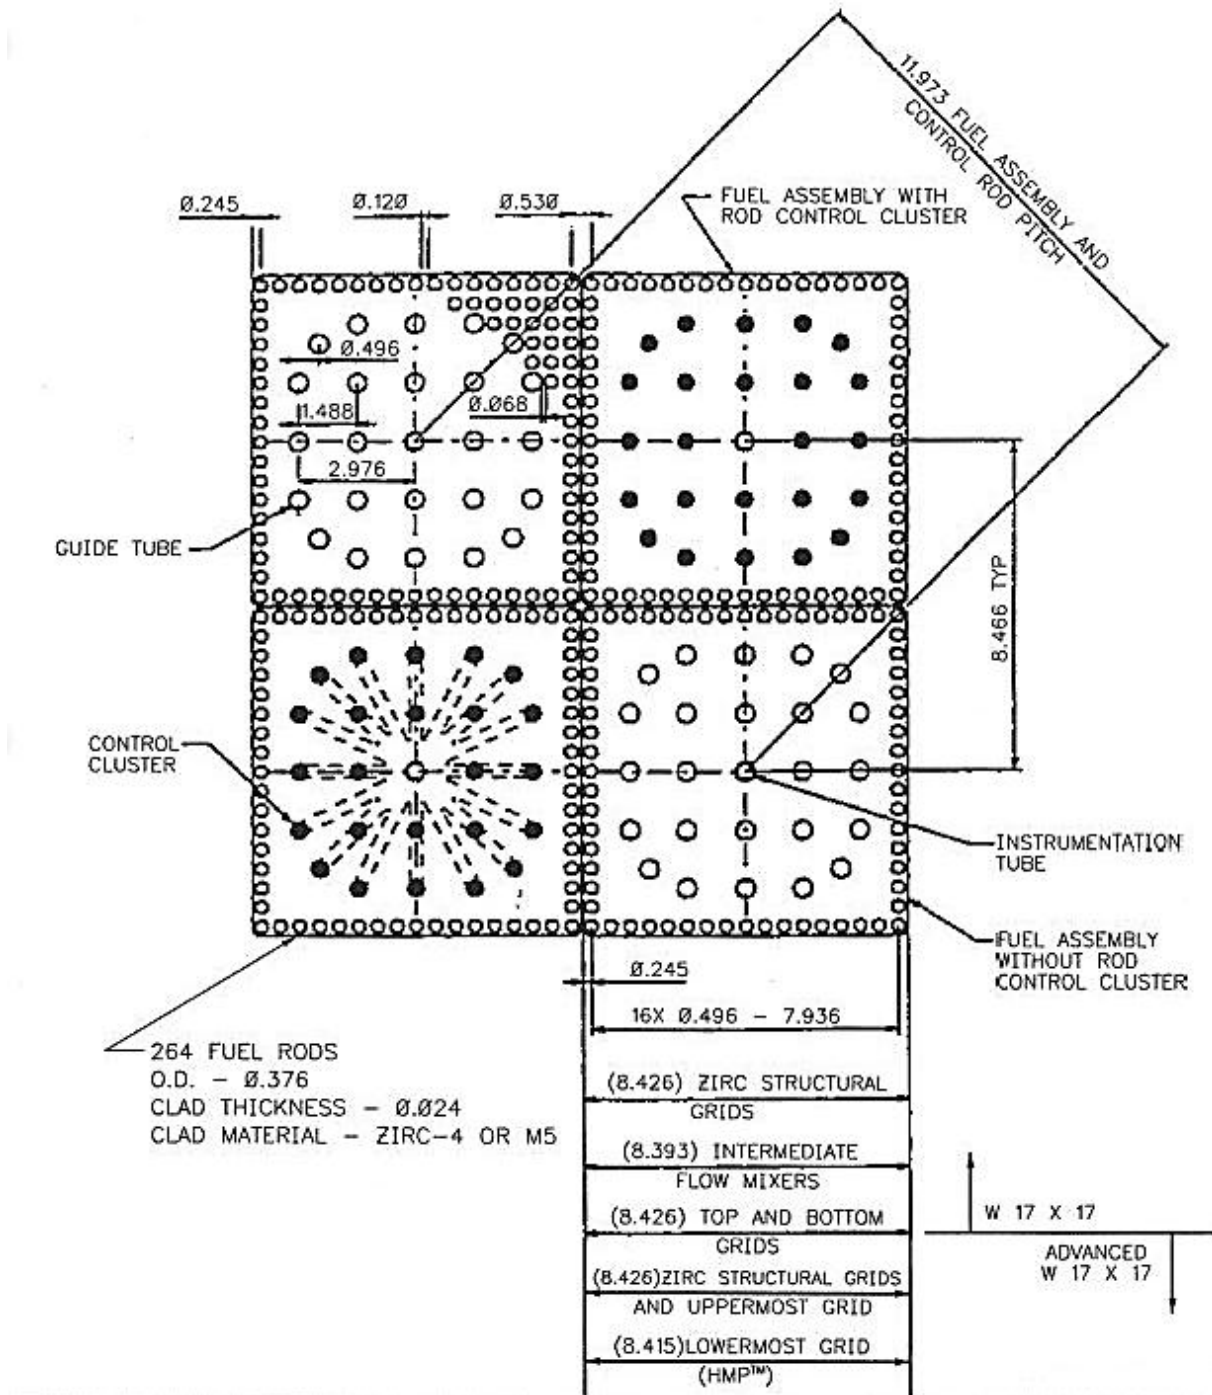 11.973 FUEL ASSEMBLY AND
CONTROL ROD PITCH
Ø.245
Ø.12Ø
Ø.53Ø
FUEL ASSEMBLY WITH
ROD CONTROL CLUSTER
Ø.496
1.488
Ø.Ø68
2.976
GUIDE TUBE
8.466 TYP
CONTROL
CLUSTER
INSTRUMENTATION
TUBE
FUEL ASSEMBLY
WITHOUT ROD
CONTROL CLUSTER
Ø.245
16X Ø.496 - 7.936
264 FUEL RODS
O.D. - Ø.376
CLAD THICKNESS - Ø.Ø24
CLAD MATERIAL - ZIRC-4 OR M5
(8.426) ZIRC STRUCTURAL
GRIDS
(8.393) INTERMEDIATE
FLOW MIXERS
(8.426) TOP AND BOTTOM
GRIDS
W 17 X 17
ADVANCED
W 17 X 17
(8.426)ZIRC STRUCTURAL GRIDS
AND UPPERMOST GRID
(8.415)LOWERMOST GRID
(HMP™)